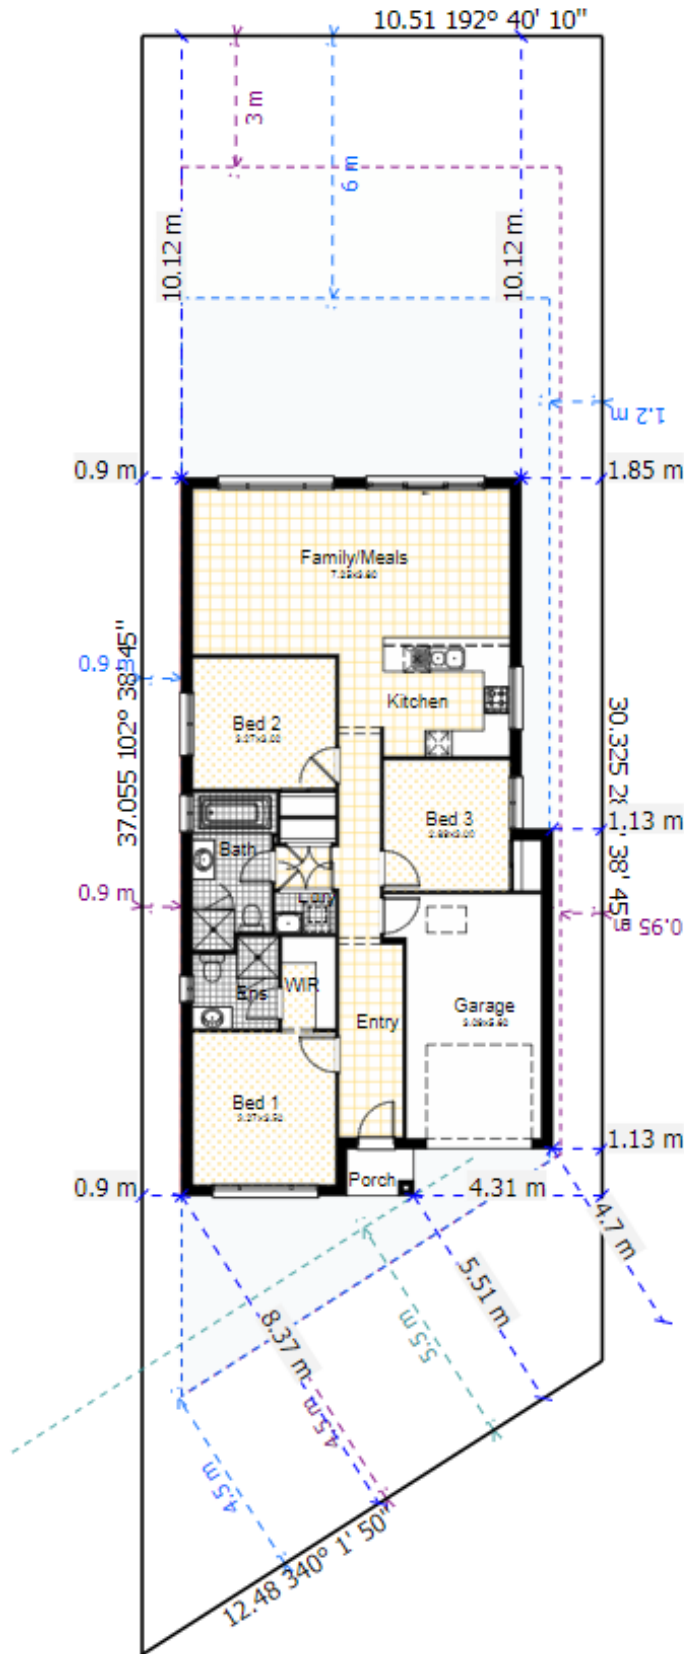 10.51 192° 40' 10"
3 m
6 m
10.12 m
10.12 m
1.2 m
0.9 m
1.85 m
Family/Meals
0.9
37.055 102° 38' 45"
Kitchen
Bed 2
30.325
1.13 m
38' 45"
Bed 3
Bath
0.9 m
0.95
Ens
WIR
Entry
Garage
Bed 1
1.13 m
0.9 m
Porch
4.31 m
4.7 m
5.51 m
8.37 m
5.5 m
4.5 m
4.5 m
12.48 340° 1' 50"